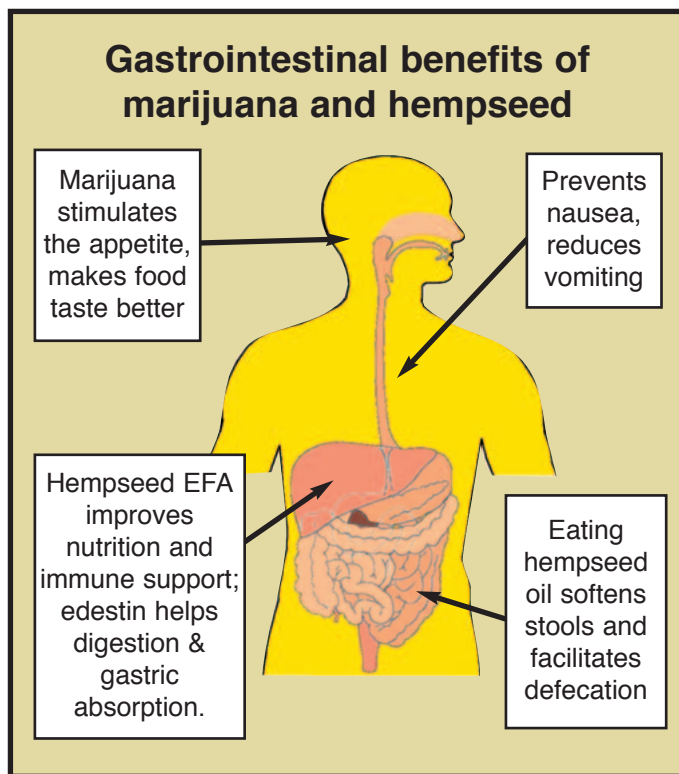 Gastrointestinal benefits of
marijuana and hempseed
Marijuana
stimulates
the appetite,
makes food
taste better
Prevents
nausea,
reduces
vomiting
Hempseed EFA
improves
nutrition and
immune support;
edestin helps
digestion &
gastric
absorption.
Eating
hempseed
oil softens
stools and
facilitates
defecation